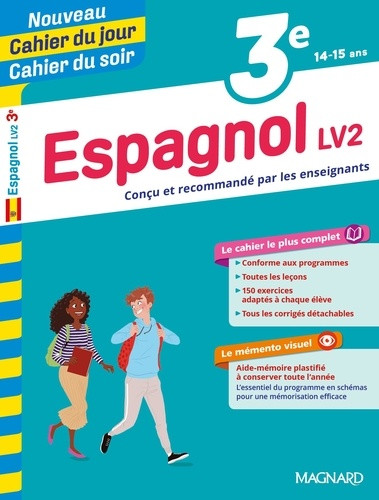 Nouveau
Cahier du jour
Cahier du soir
3e
14-15 ans
Espagnol LV2 3e
Espagnol LV2
Conçu et recommandé par les enseignants
Le cahier le plus complet
Conforme aux programmes
Toutes les leçons
150 exercices
adaptés à chaque élève
Tous les corrigés détachables
Le mémento visuel
Aide-mémoire plastifié
à conserver toute l'année
L'essentiel du programme en schémas
pour une mémorisation efficace
MAGNARD